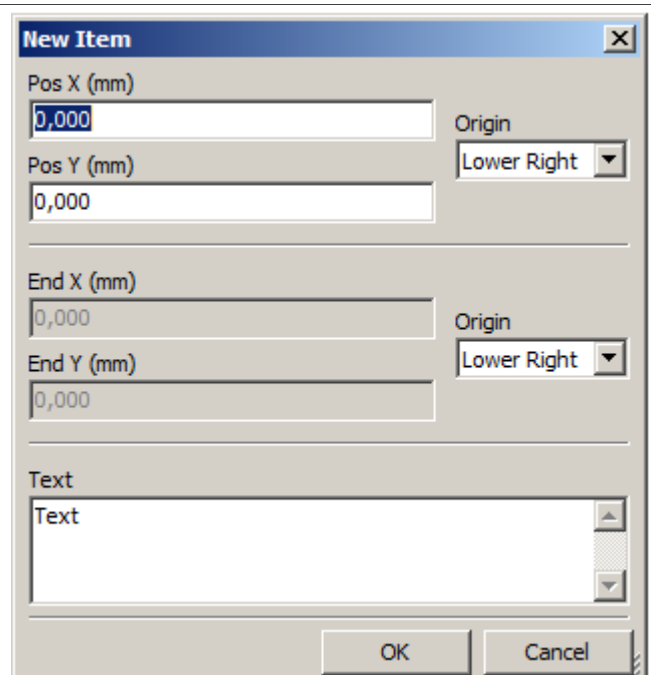 New Item
Pos X (mm)
0,000
Origin
Lower Right
Pos Y (mm)
0,000
End X (mm)
0,000
Origin
Lower Right
End Y (mm)
0,000
Text
Text
OK Cancel